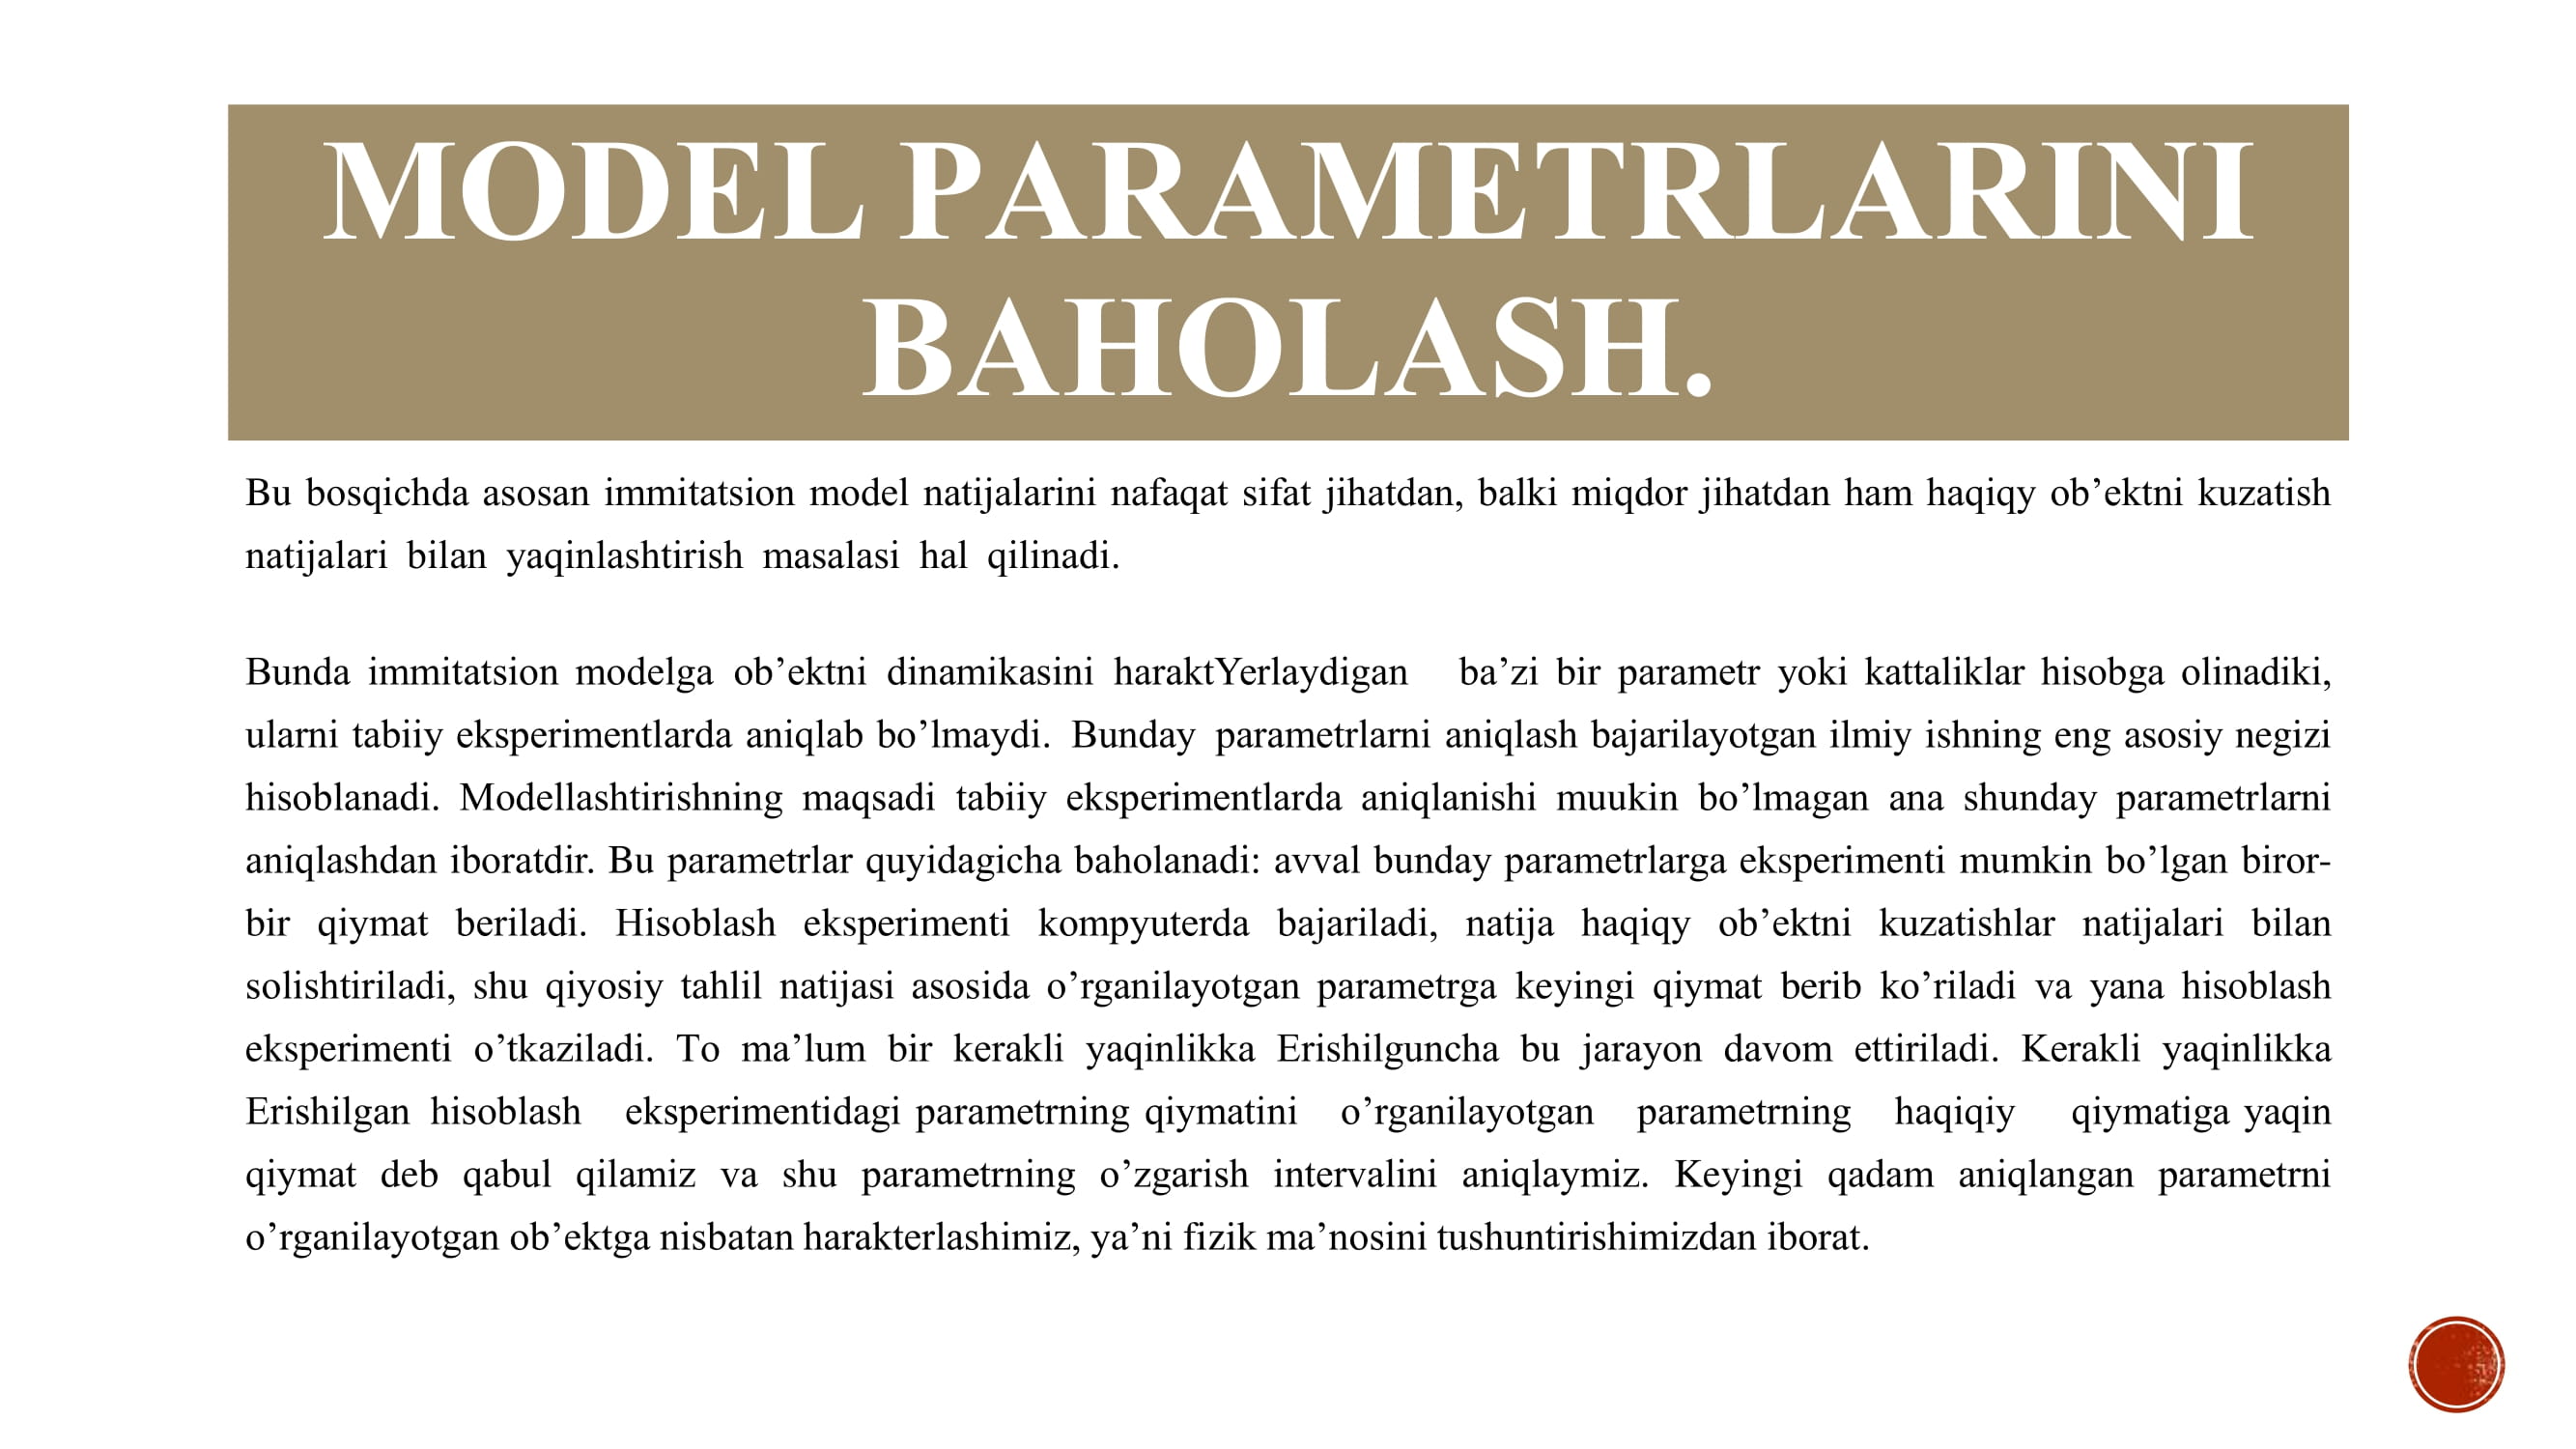 MODEL PARAMETRLARINI
BAHOLASH.
Bu bosqichda asosan immitatsion model natijalarini nafaqat sifat jihatdan, balki miqdor jihatdan ham haqiqy ob’ektni kuzatish
natijalari bilan yaqinlashtirish masalasi hal qilinadi.
Bunda immitatsion modelga ob’ektni dinamikasini haraktYerlaydigan ba’zi bir parametr yoki kattaliklar hisobga olinadiki,
ularni tabiiy eksperimentlarda aniqlab bo’lmaydi. Bunday parametrlarni aniqlash bajarilayotgan ilmiy ishning eng asosiy negizi
hisoblanadi. Modellashtirishning maqsadi tabiiy eksperimentlarda aniqlanishi muukin bo’lmagan ana shunday parametrlarni
aniqlashdan iboratdir. Bu parametrlar quyidagicha baholanadi: avval bunday parametrlarga eksperimenti mumkin bo’lgan biror-
bir qiymat beriladi. Hisoblash eksperimenti kompyuterda bajariladi, natija haqiqy ob’ektni kuzatishlar natijalari bilan
solishtiriladi, shu qiyosiy tahlil natijasi asosida o’rganilayotgan parametrga keyingi qiymat berib ko’riladi va yana hisoblash
eksperimenti o’tkaziladi. To ma’lum bir kerakli yaqinlikka Erishilguncha bu jarayon davom ettiriladi. Kerakli yaqinlikka
Erishilgan hisoblash eksperimentidagi parametrning qiymatini o’rganilayotgan parametrning haqiqiy qiymatiga yaqin
qiymat deb qabul qilamiz va shu parametrning o’zgarish intervalini aniqlaymiz. Keyingi qadam aniqlangan parametrni
o’rganilayotgan ob’ektga nisbatan harakterlashimiz, ya’ni fizik ma’nosini tushuntirishimizdan iborat.